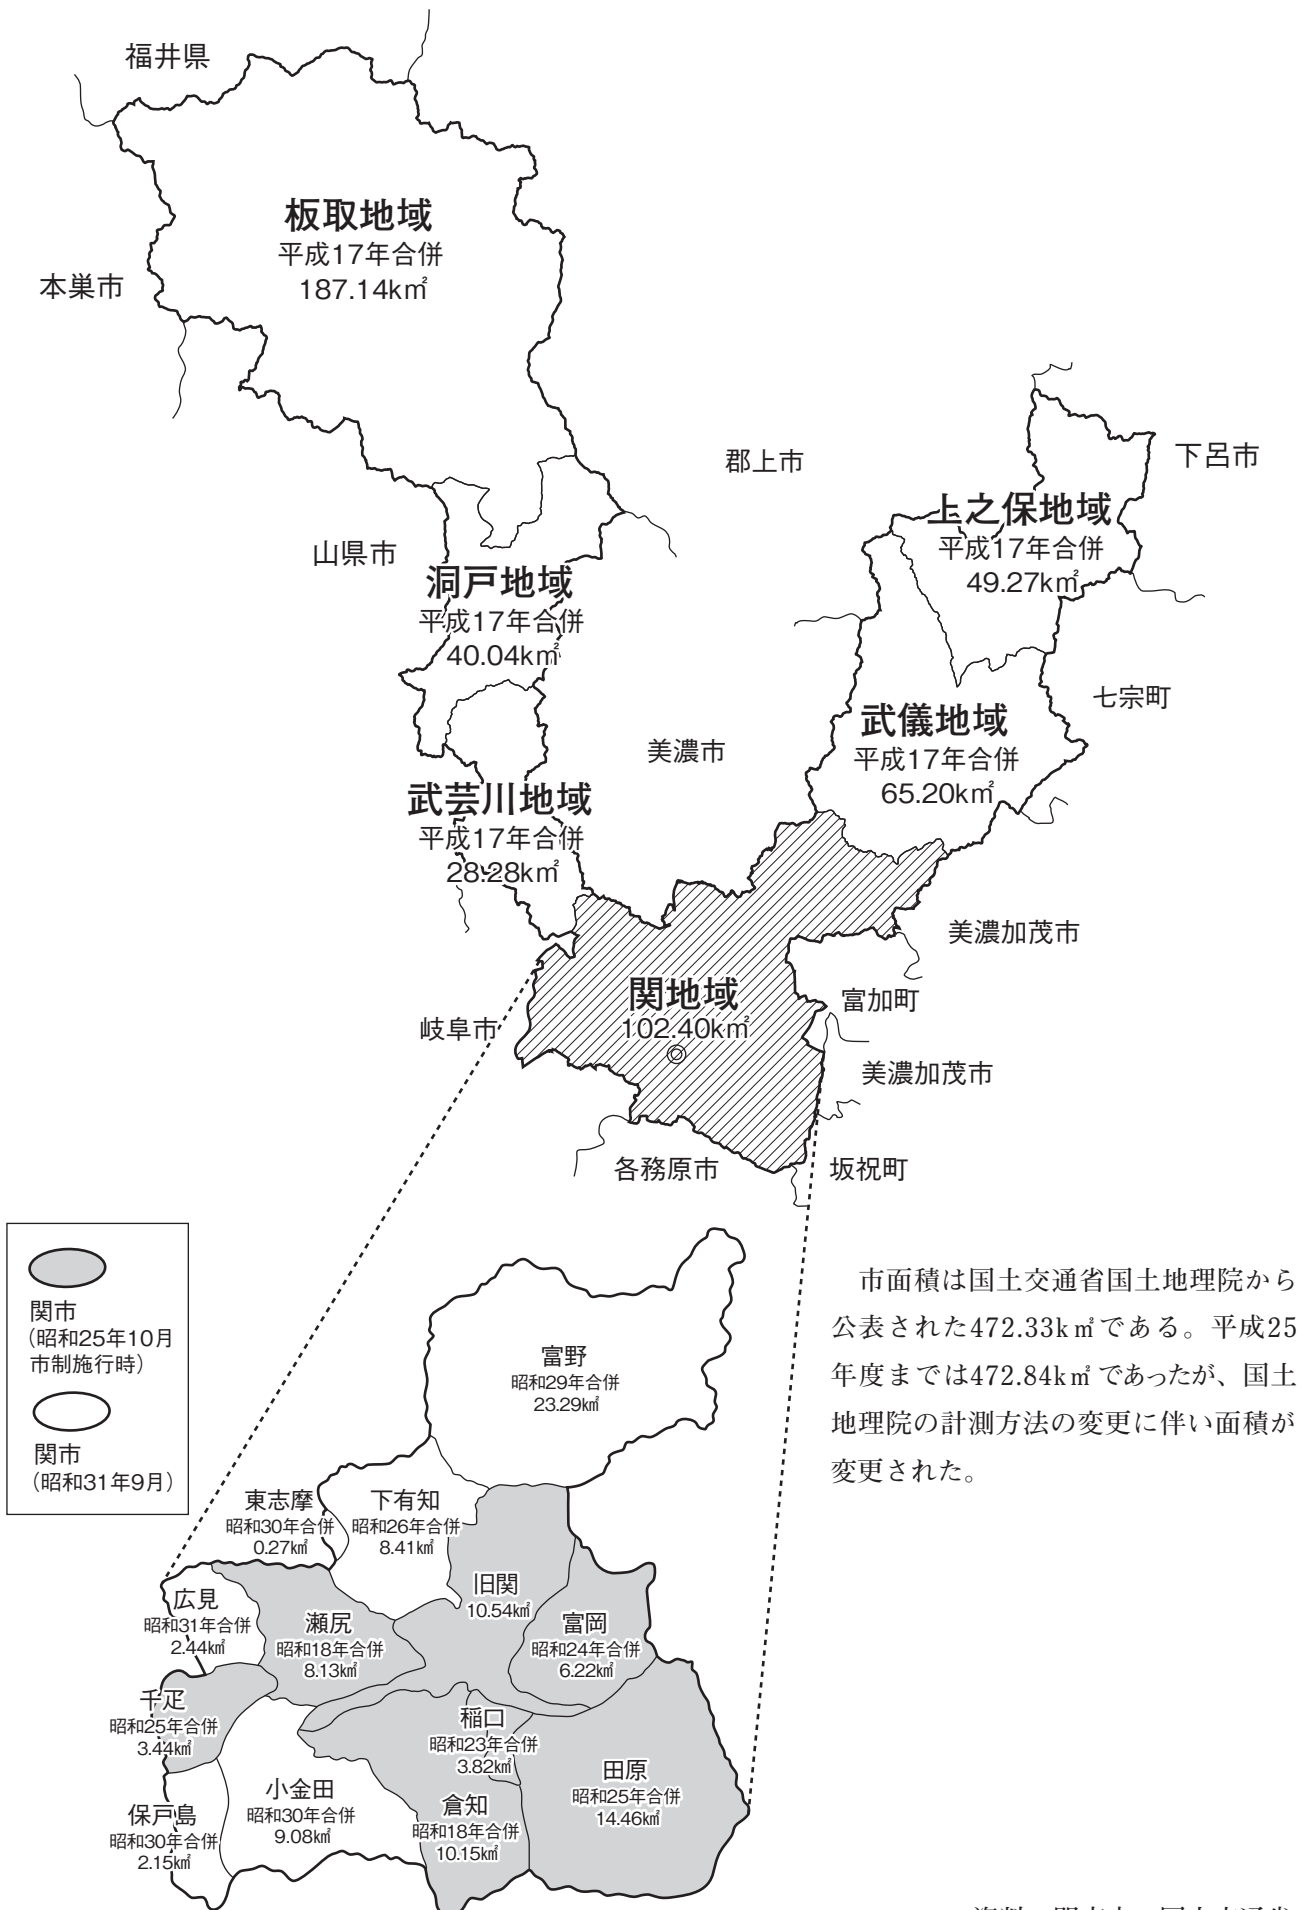 福井県
板取地域
平成17年合併
187.14k㎡
本巣市
郡上市
下呂市
上之保地域
平成17年合併
49.27k㎡
山県市
洞戸地域
平成17年合併
40.04k㎡
七宗町
武儀地域
平成17年合併
65.20k㎡
美濃市
武芸川地域
平成17年合併
28.28k㎡
美濃加茂市
関地域
102.40k㎡
富加町
岐阜市
美濃加茂市
各務原市
坂祝町
関市
(昭和25年10月
市制施行時)
関市
(昭和31年9月)
市面積は国土交通省国土地理院から
公表された472.33k㎡である。平成25
年度までは472.84k㎡であったが、国土
地理院の計測方法の変更に伴い面積が
変更された。
富野
昭和29年合併
23.29k㎡
東志摩
昭和30年合併
0.27k㎡
下有知
昭和26年合併
8.41k㎡
旧関
10.54k㎡
広見
昭和31年合併
2.44k㎡
瀬尻
昭和18年合併
8.13k㎡
富岡
昭和24年合併
6.22k㎡
千疋
昭和25年合併
3.44k㎡
稲口
昭和23年合併
3.82k㎡
田原
昭和25年合併
14.46k㎡
小金田
昭和30年合併
9.08k㎡
倉知
昭和18年合併
10.15k㎡
保戸島
昭和30年合併
2.15k㎡